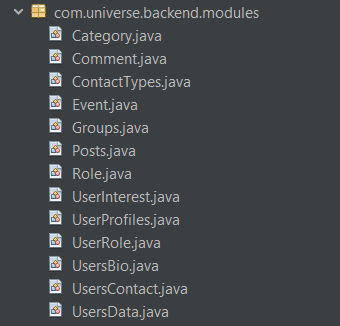 com.universe.backend.modules
Category.java
Comment.java
ContactTypes.java
Event.java
Groups.java
Posts.java
Role.java
UserInterest.java
UserProfiles.java
UserRole.java
UsersBio.java
UsersContact.java
UsersData.java